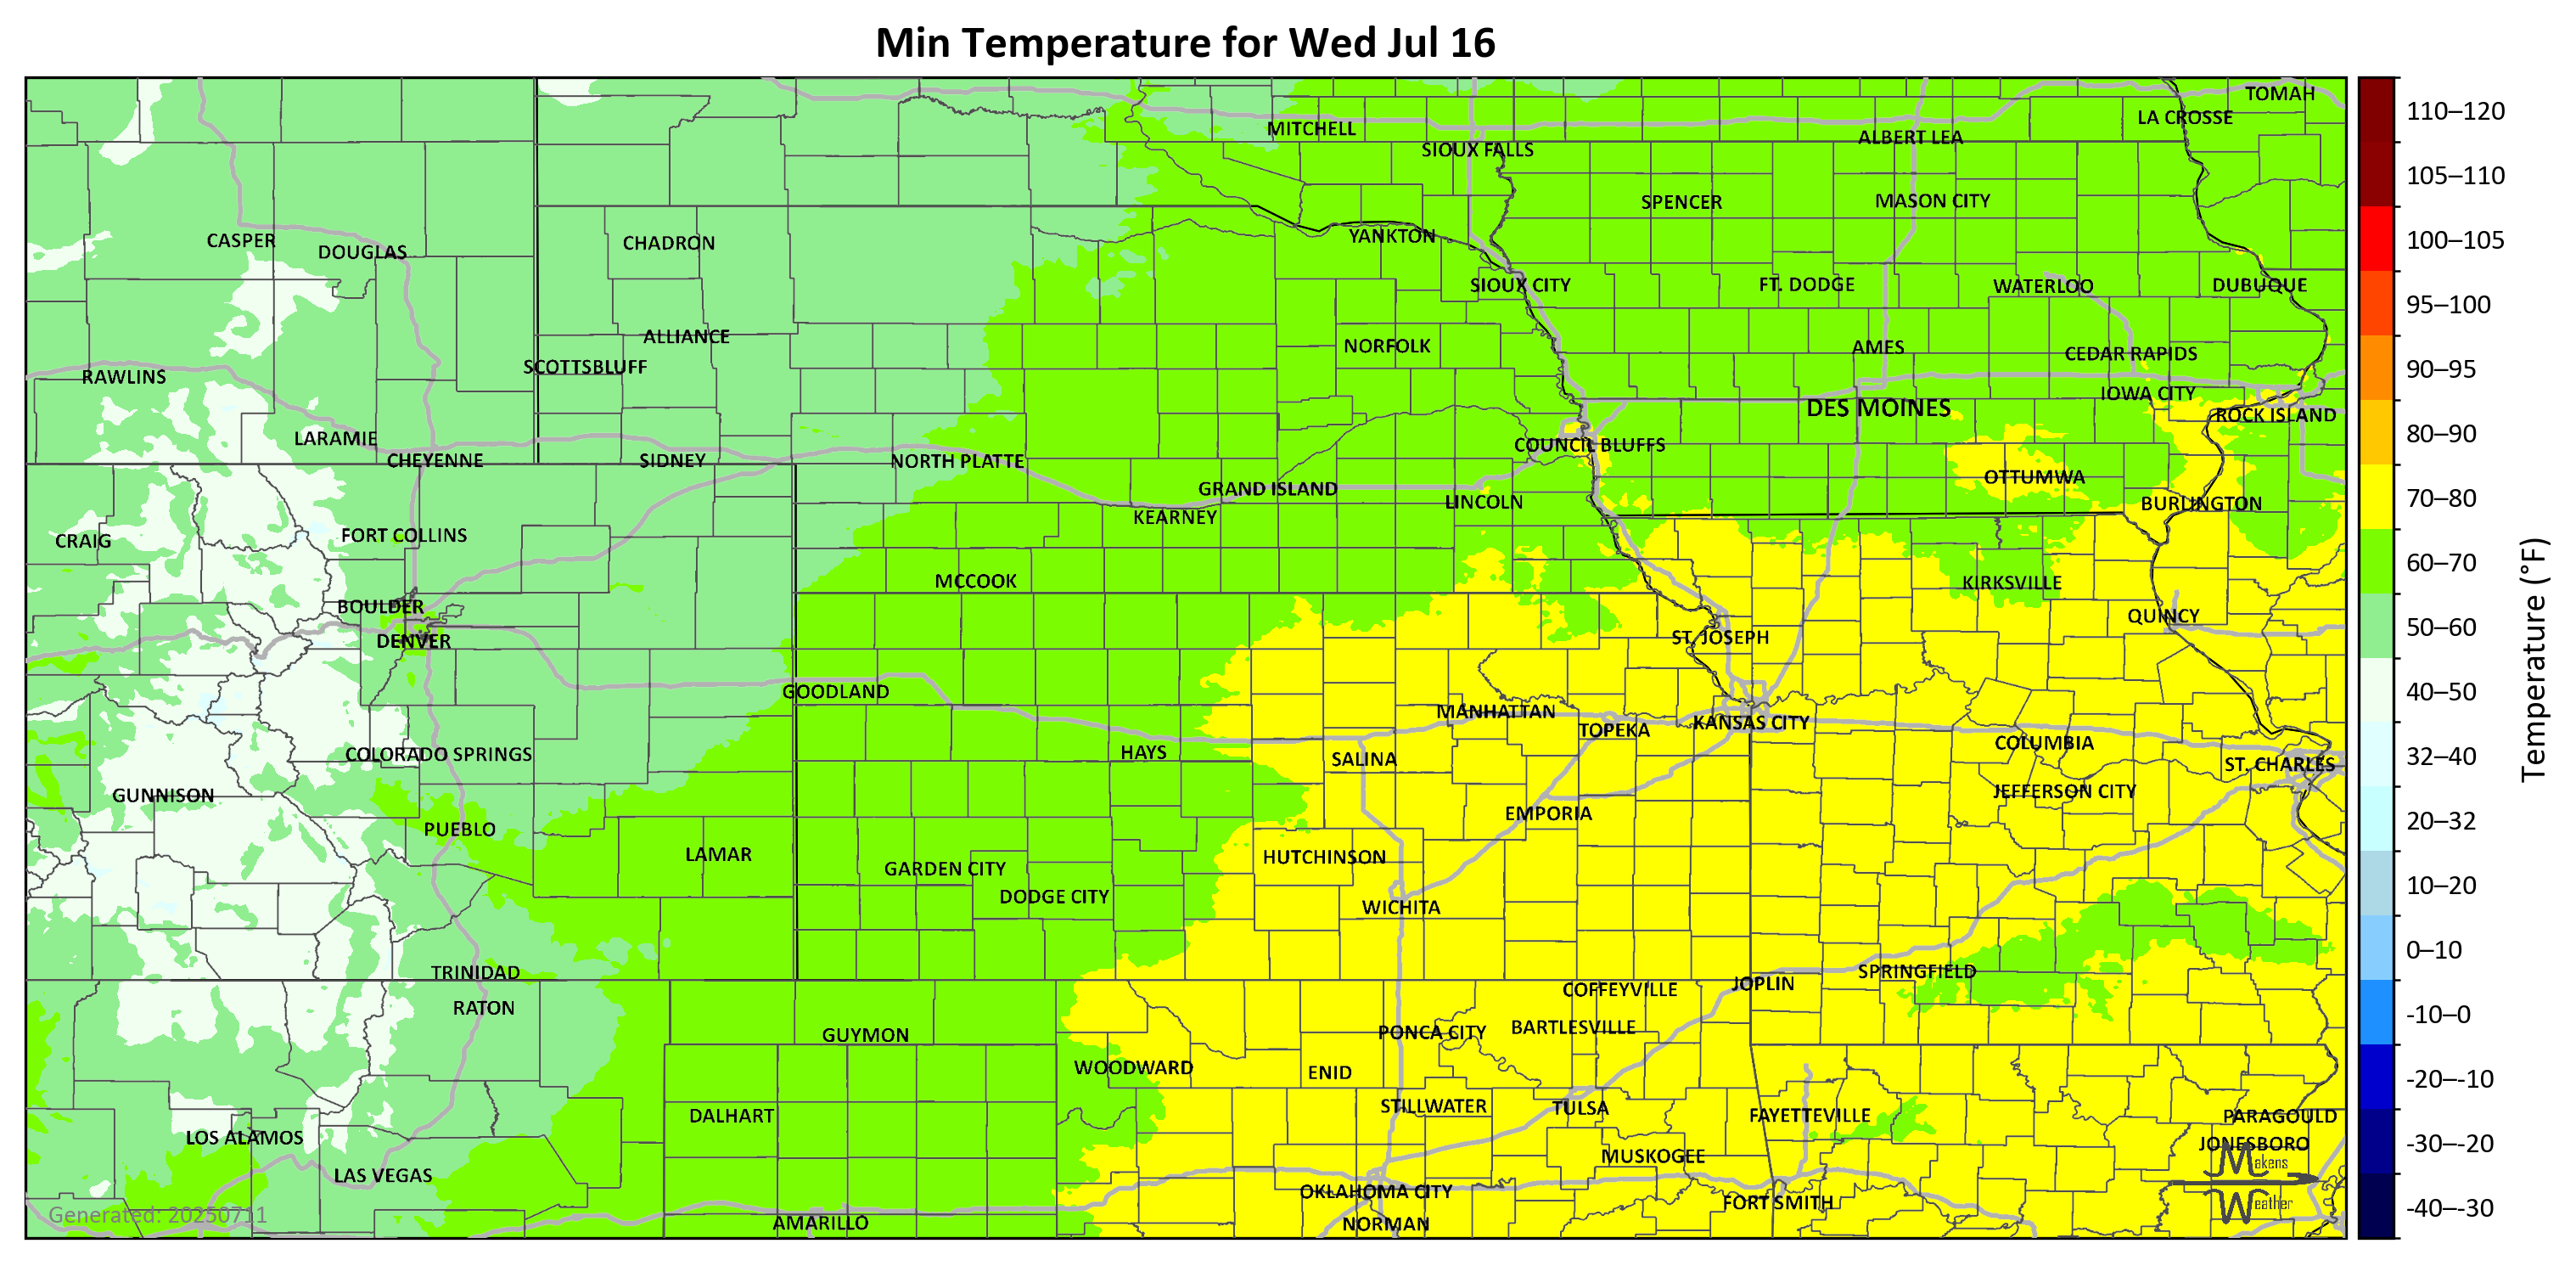 Min Temperature for Wed Jul 16
TOMAH
LA CROSSE
MITCHELL
ALBERT LEA
SIOUX FALLS
SPENCER
MASON CITY
YANKTON
CASPER
CHADRON
DOUGLAS
SIOUX CITY
FT. DODGE
WATERLOO
DUBUQUE
ALLIANCE
NORFOLK
AMES
CEDAR RAPIDS
SCOTTSBLUFF
RAWLINS
IOWA CITY
DES MOINES
ROCK ISLAND
LARAMIE
COUNCIL BLUFFS
CHEYENNE
SIDNEY
NORTH PLATTE
OTTUMWA
GRAND ISLAND
LINCOLN
BURLINGTON
KEARNEY
FORT COLLINS
CRAIG
MCCOOK
KIRKSVILLE
BOULDER
QUINCY
DENVER
ST. JOSEPH
GOODLAND
MANHATTAN
TOPEKA
KANSAS CITY
COLUMBIA
COLORADO SPRINGS
HAYS
SALINA
ST. CHARLES
GUNNISON
JEFFERSON CITY
EMPORIA
PUEBLO
LAMAR
HUTCHINSON
GARDEN CITY
DODGE CITY
WICHITA
TRINIDAD
SPRINGFIELD
JOPLIN
COFFEYVILLE
RATON
GUYMON
PONCA CITY
BARTLESVILLE
WOODWARD
ENID
STILLWATER
TULSA
DALHART
FAYETTEVILLE
PARAGOULD
LOS ALAMOS
JONESBORO
MUSKOGEE
LAS VEGAS
OKLAHOMA CITY
FORT SMITH
AMARILLO
NORMAN
Generated: 20250711
Makens
Weather
110–120
105–110
100–105
95–100
90–95
80–90
70–80
60–70
50–60
40–50
32–40
20–32
10–20
0–10
-10–0
-20–-10
-30–-20
-40–-30
Temperature (°F)